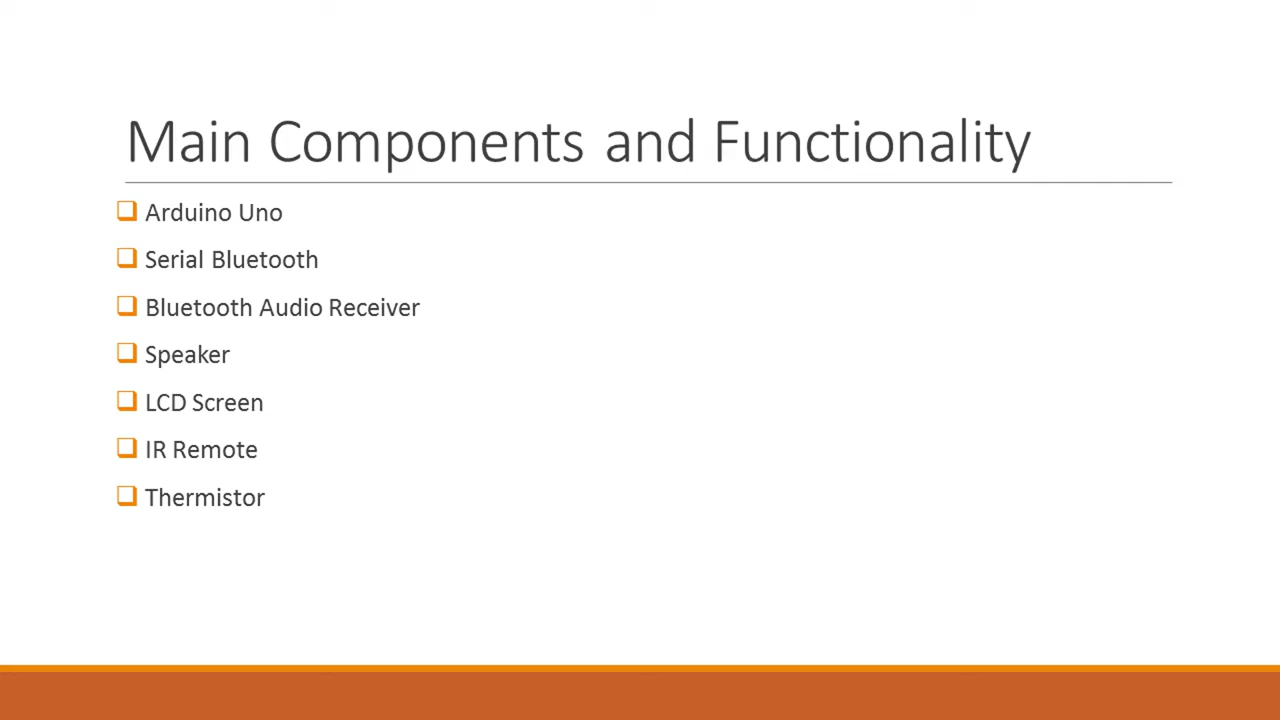 Main Components and Functionality
Arduino Uno
Serial Bluetooth
Bluetooth Audio Receiver
Speaker
LCD Screen
IR Remote
Thermistor